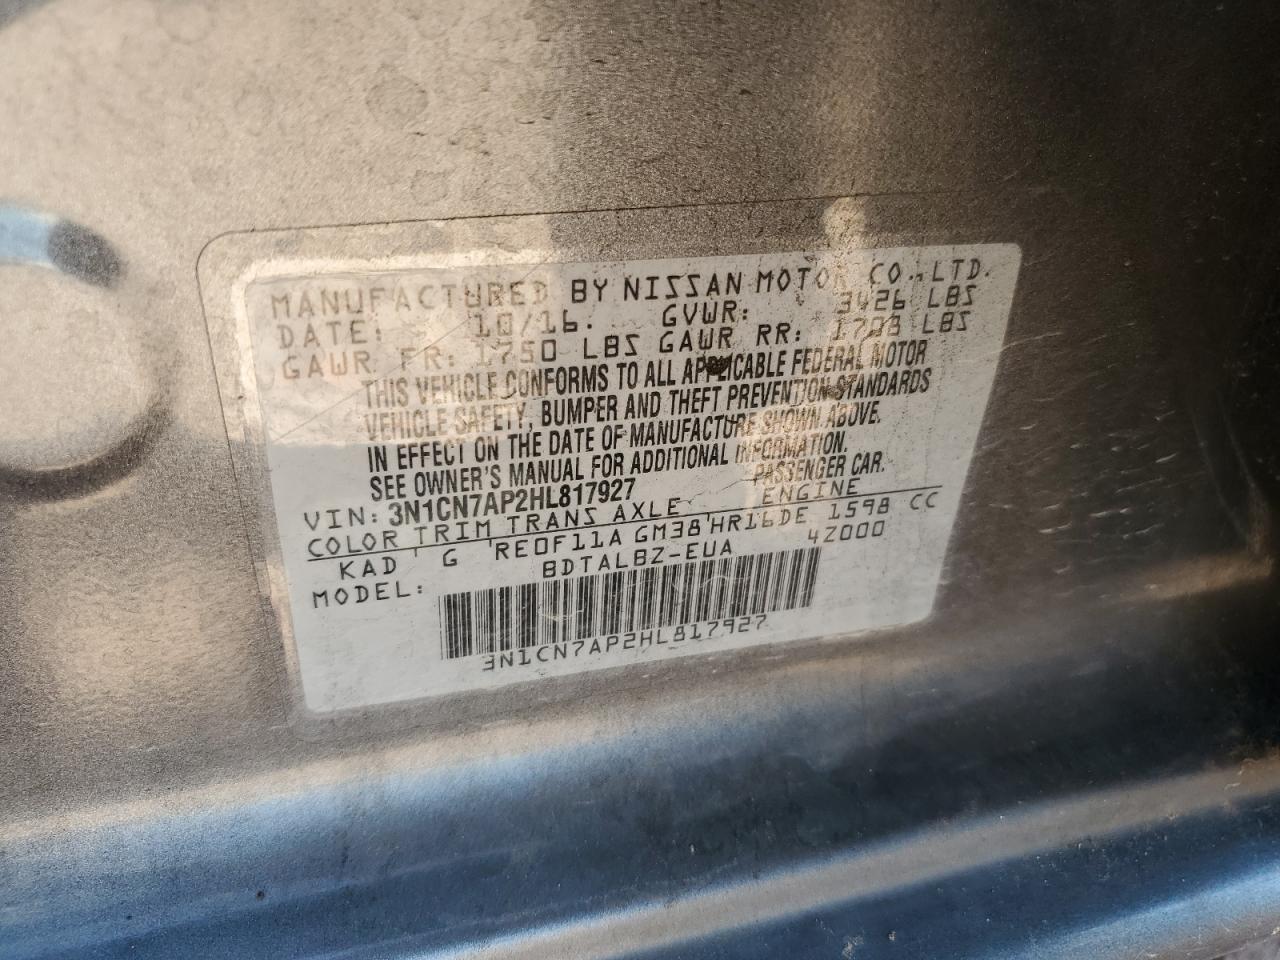 MANUFACTURED BY NISSAN MOTOR CO.,LTD.
DATE: 10/16. GVWR: 3426 LBS
GAWR FR: 1750 LBS GAWR RR: 1703 LBS
THIS VEHICLE CONFORMS TO ALL APPLICABLE FEDERAL MOTOR
VEHICLE SAFETY, BUMPER AND THEFT PREVENTION STANDARDS
IN EFFECT ON THE DATE OF MANUFACTURE SHOWN ABOVE.
SEE OWNER'S MANUAL FOR ADDITIONAL INFORMATION.
VIN: 3N1CN7AP2HL817927 PASSENGER CAR.
COLOR TRIM TRANS AXLE ENGINE
KAD G RE0F11A GM38 HR16DE 1598 CC
MODEL: BDTALBZ-EUA 4Z000
3N1CN7AP2HL817927